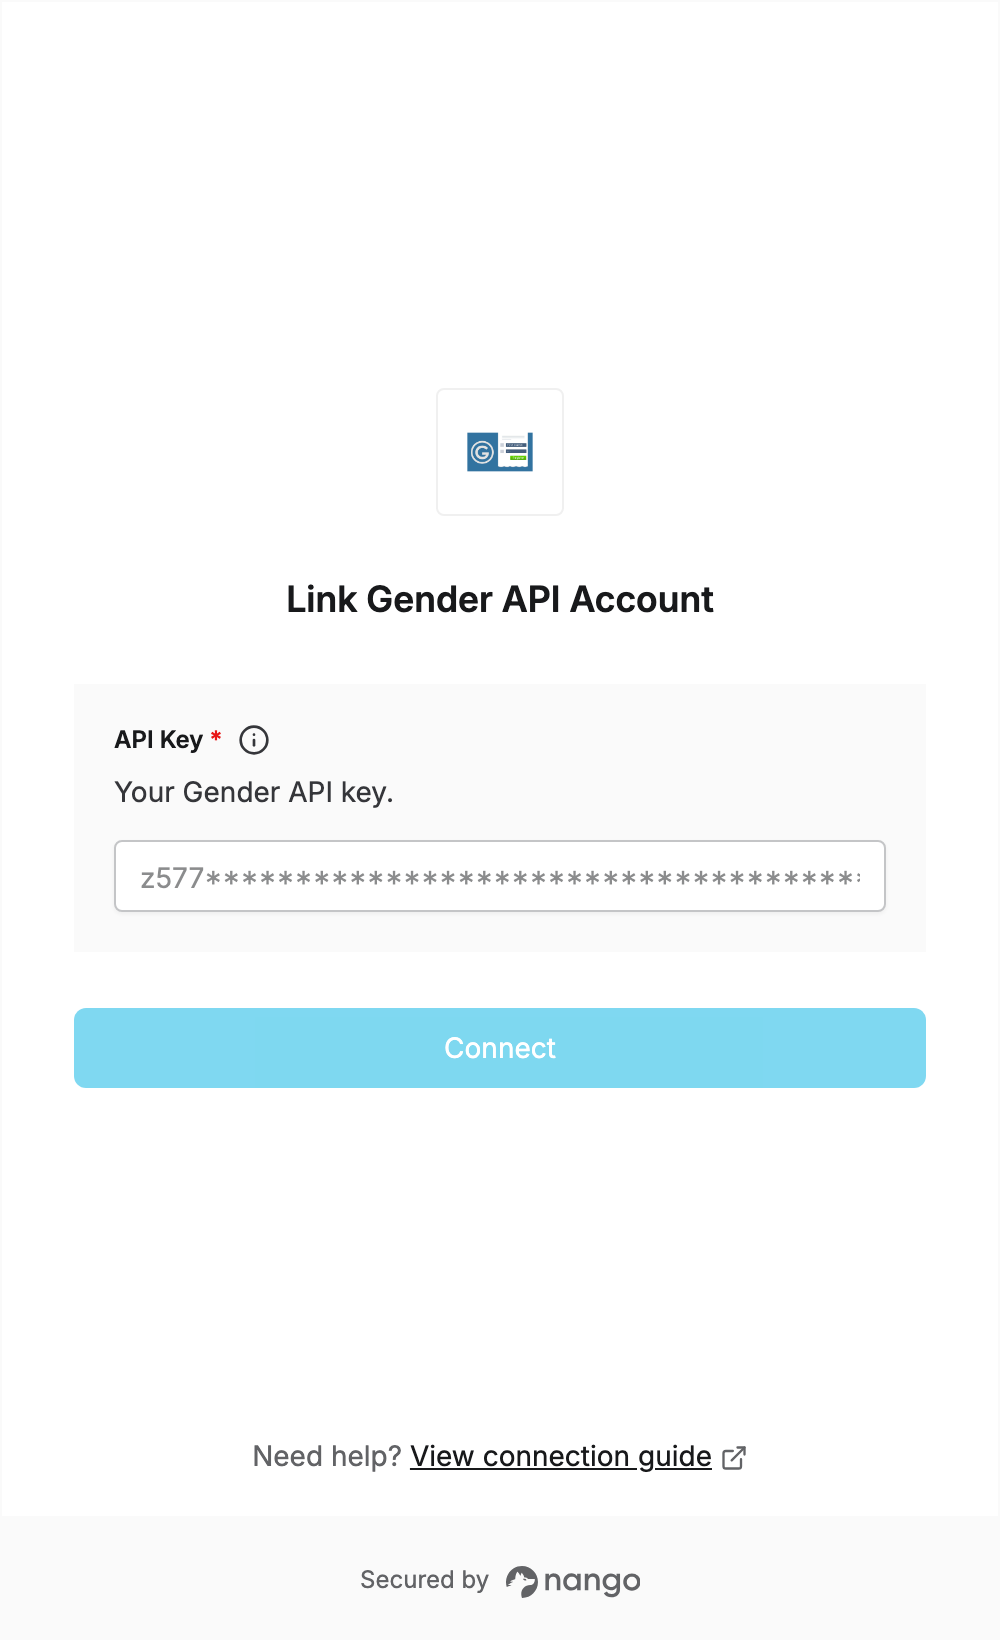 Link Gender API Account
API Key *
Your Gender API key.
z577************************************
Connect
Need help? View connection guide
Secured by nango